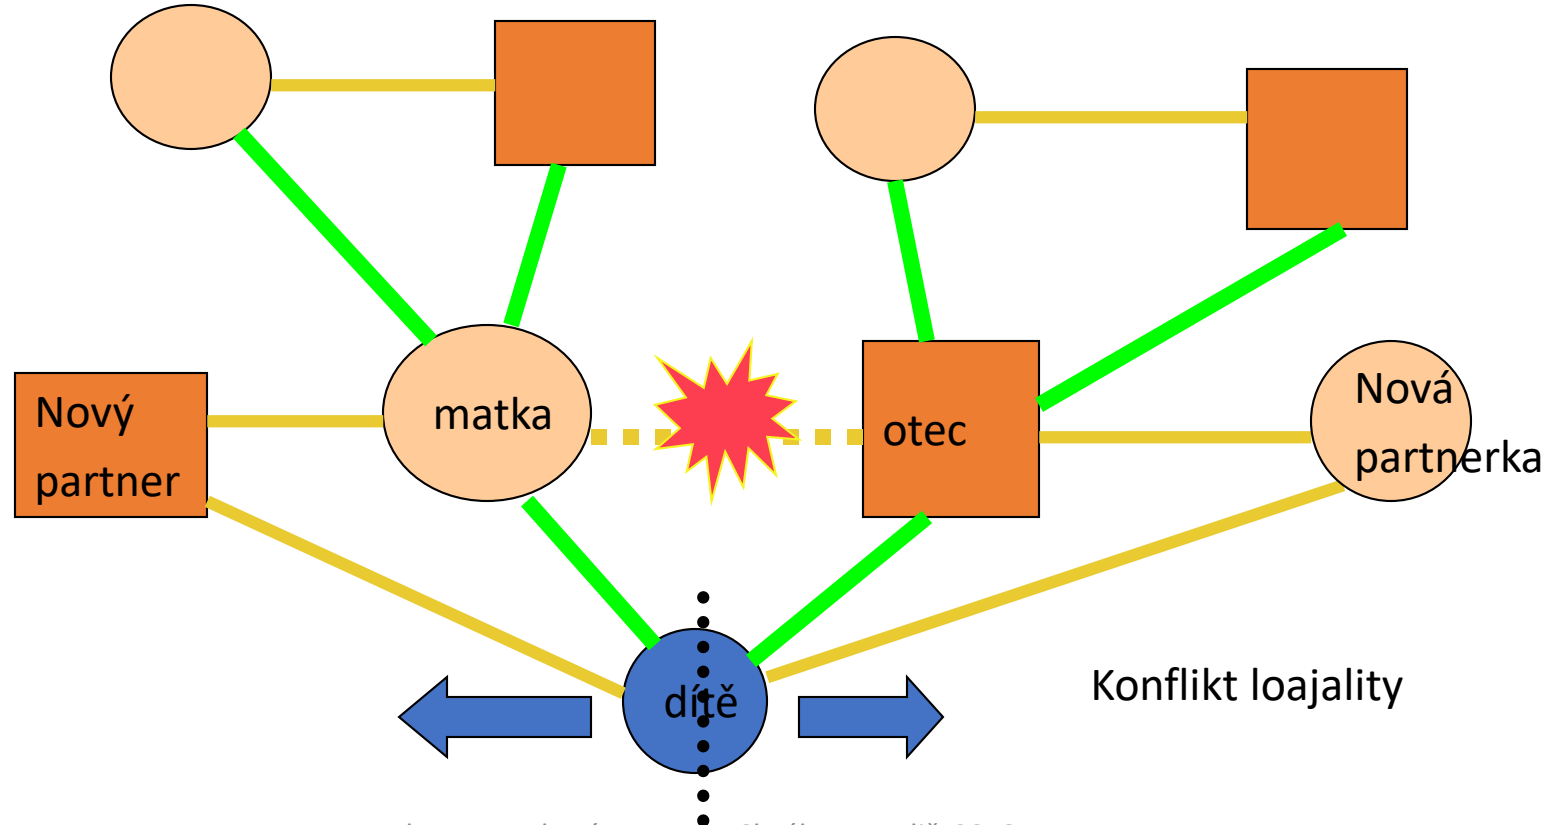 Nový
partner
matka
otec
Nová
partnerka
dítě
Konflikt loajality